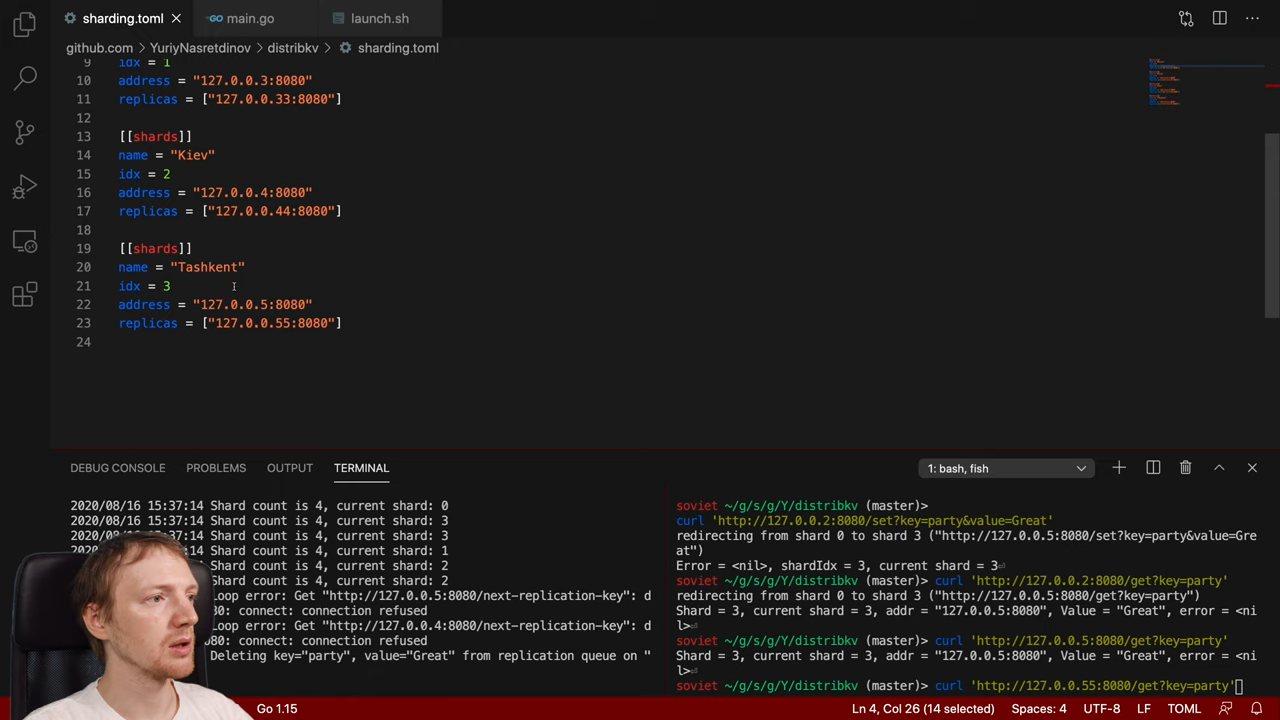 sharding.toml
main.go
launch.sh
github.com > YuriyNasretdinov > distribkv > sharding.toml
9 idx = 1
10 address = "127.0.0.3:8080"
11 replicas = ["127.0.0.33:8080"]
12
13 [[shards]]
14 name = "Kiev"
15 idx = 2
16 address = "127.0.0.4:8080"
17 replicas = ["127.0.0.44:8080"]
18
19 [[shards]]
20 name = "Tashkent"
21 idx = 3
22 address = "127.0.0.5:8080"
23 replicas = ["127.0.0.55:8080"]
24
DEBUG CONSOLE PROBLEMS OUTPUT TERMINAL
1: bash, fish
2020/08/16 15:37:14 Shard count is 4, current shard: 0
2020/08/16 15:37:14 Shard count is 4, current shard: 3
2020/08/16 15:37:14 Shard count is 4, current shard: 3
Shard count is 4, current shard: 1
Shard count is 4, current shard: 2
Shard count is 4, current shard: 2
Loop error: Get "http://127.0.0.5:8080/next-replication-key": d
80: connect: connection refused
Loop error: Get "http://127.0.0.4:8080/next-replication-key": d
080: connect: connection refused
Deleting key="party", value="Great" from replication queue on "
soviet ~/g/s/g/Y/distribkv (master)>
curl 'http://127.0.0.2:8080/set?key=party&value=Great'
redirecting from shard 0 to shard 3 ("http://127.0.0.5:8080/set?key=party&value=Gre
at")
Error = <nil>, shardIdx = 3, current shard = 3⏎
soviet ~/g/s/g/Y/distribkv (master)> curl 'http://127.0.0.2:8080/get?key=party'
redirecting from shard 0 to shard 3 ("http://127.0.0.5:8080/get?key=party")
Shard = 3, current shard = 3, addr = "127.0.0.5:8080", Value = "Great", error = <ni
l>⏎
soviet ~/g/s/g/Y/distribkv (master)> curl 'http://127.0.0.5:8080/get?key=party'
Shard = 3, current shard = 3, addr = "127.0.0.5:8080", Value = "Great", error = <ni
l>⏎
soviet ~/g/s/g/Y/distribkv (master)> curl 'http://127.0.0.55:8080/get?key=party'
Go 1.15
Ln 4, Col 26 (14 selected) Spaces: 4 UTF-8 LF TOML